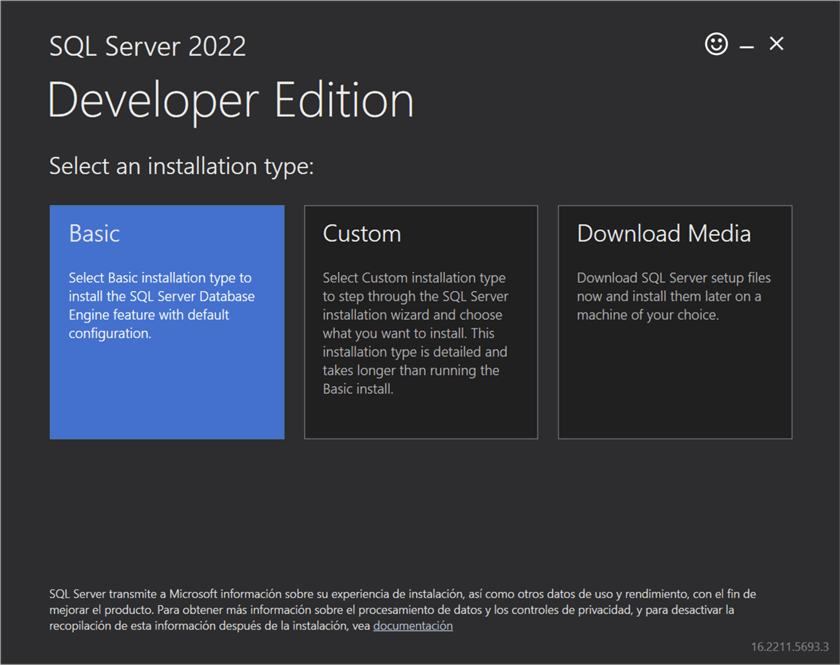 SQL Server 2022
Developer Edition
Select an installation type:
Basic
Select Basic installation type to
install the SQL Server Database
Engine feature with default
configuration.
Custom
Select Custom installation type
to step through the SQL Server
installation wizard and choose
what you want to install. This
installation type is detailed and
takes longer than running the
Basic install.
Download Media
Download SQL Server setup files
now and install them later on a
machine of your choice.
SQL Server transmite a Microsoft información sobre su experiencia de instalación, así como otros datos de uso y rendimiento, con el fin de
mejorar el producto. Para obtener más información sobre el procesamiento de datos y los controles de privacidad, y para desactivar la
recopilación de esta información después de la instalación, vea documentación
16.2211.5693.3